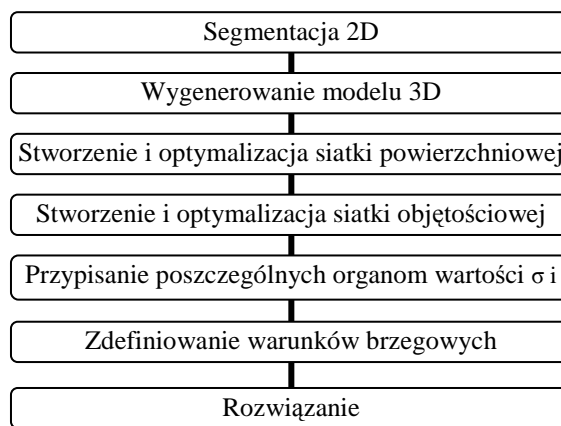 Segmentacja 2D
Wygenerowanie modelu 3D
Stworzenie i optymalizacja siatki powierzchniowej
Stworzenie i optymalizacja siatki objętościowej
Przypisanie poszczególnych organom wartości σ i
Zdefiniowanie warunków brzegowych
Rozwiązanie